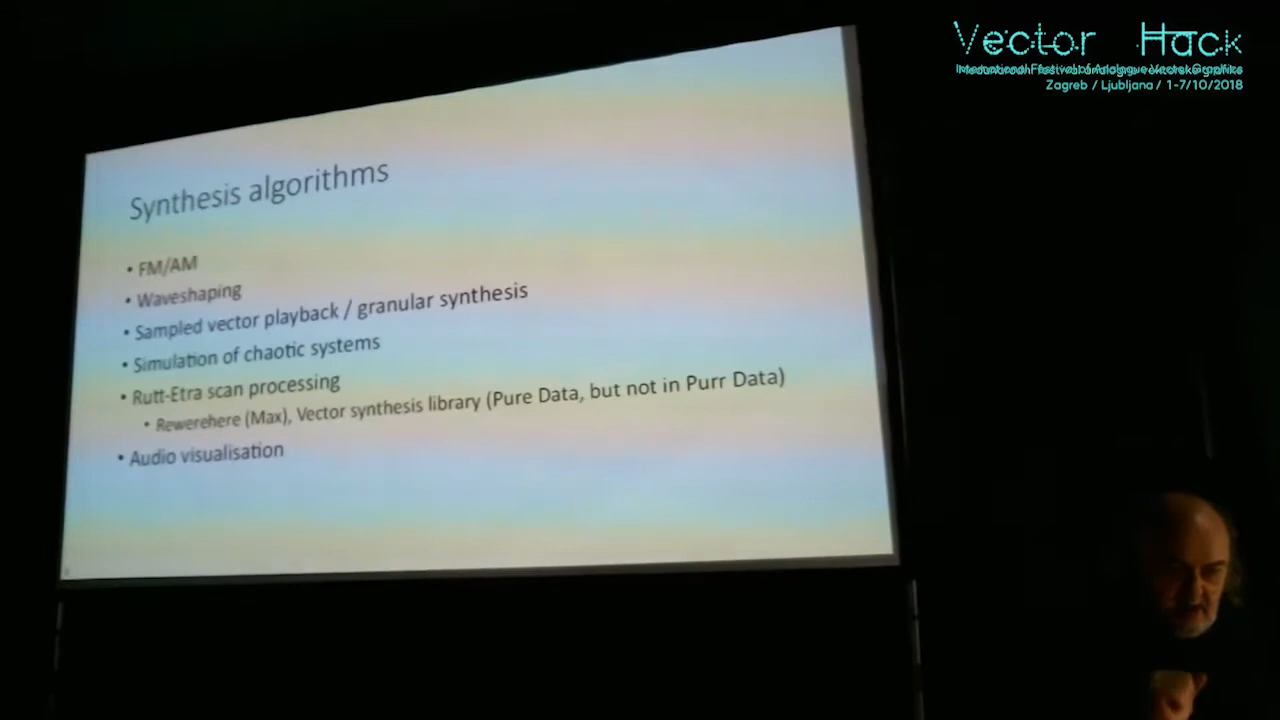 Vector Hack
Zagreb / Ljubljana / 1-7/10/2018
Synthesis algorithms
• FM/AM
• Waveshaping
• Sampled vector playback / granular synthesis
• Simulation of chaotic systems
• Rutt-Etra scan processing
• Rewerehere (Max), Vector synthesis library (Pure Data, but not in Purr Data)
• Audio visualisation